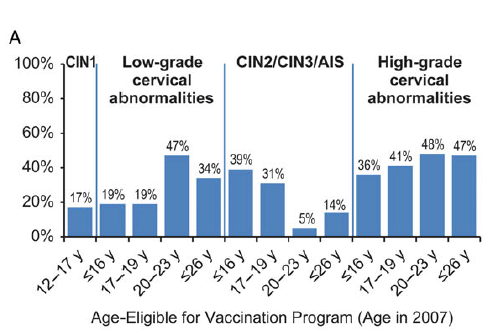 A
100%
80%
60%
40%
20%
0%
CIN1
Low-grade
cervical
abnormalities
CIN2/CIN3/AIS
High-grade
cervical
abnormalities
17%
19%
19%
47%
34%
39%
31%
5%
14%
36%
41%
48%
47%
12–17 y
≤16 y
17–19 y
20–23 y
≤26 y
≤16 y
17–19 y
20–23 y
≤26 y
≤16 y
17–19 y
20–23 y
≤26 y
Age-Eligible for Vaccination Program (Age in 2007)